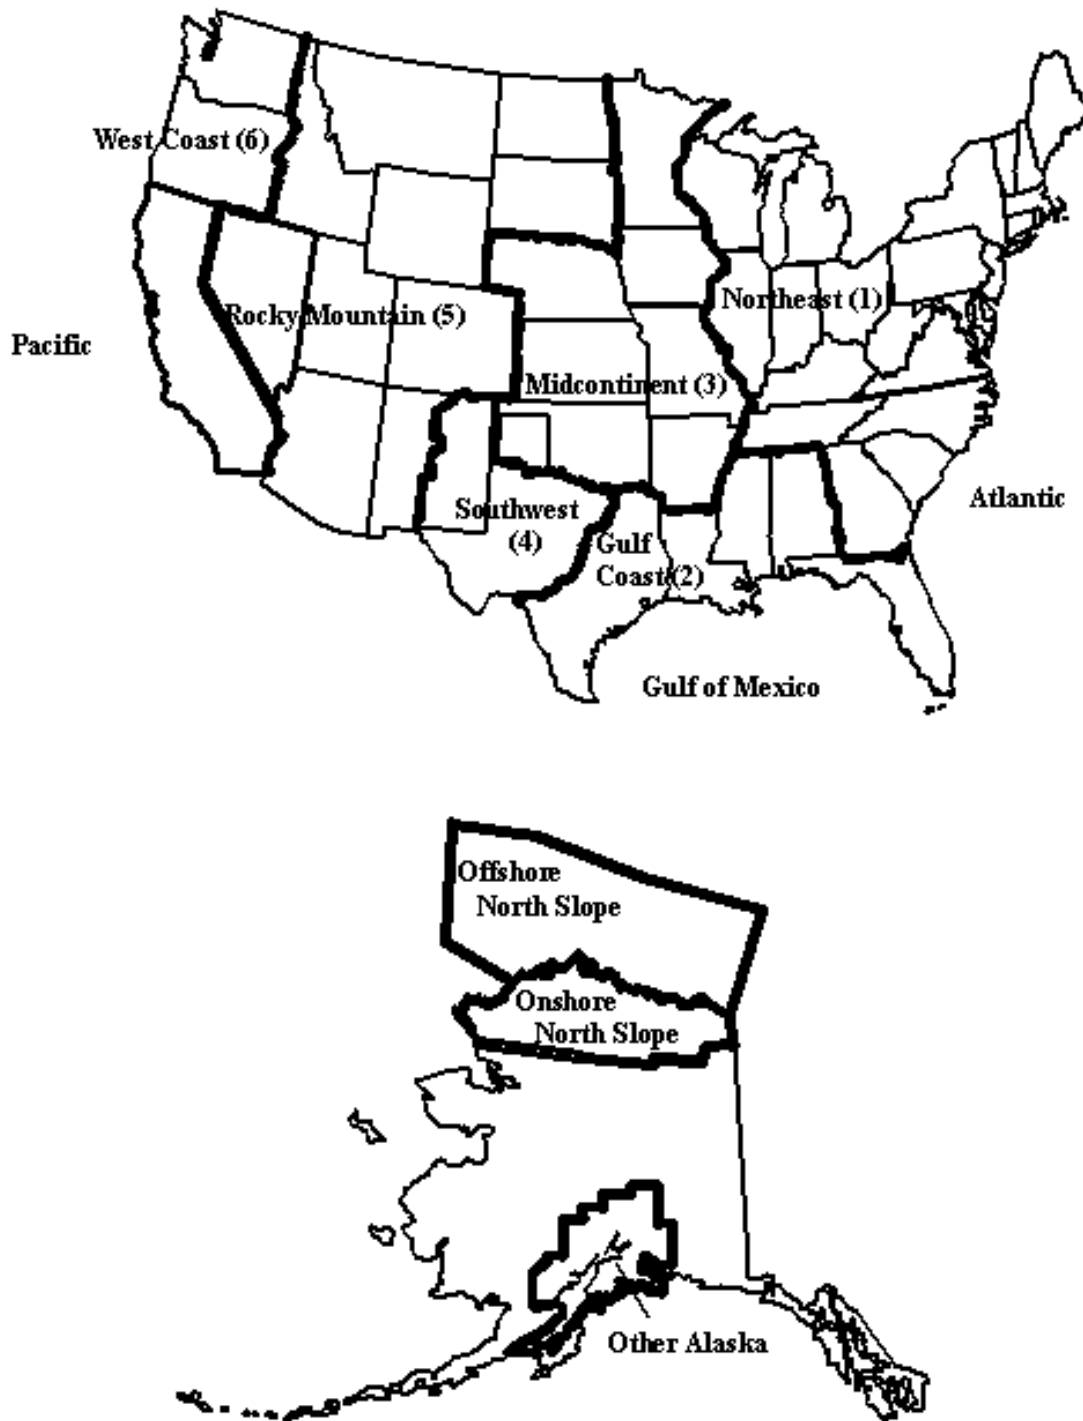 West Coast (6)
Northeast (1)
Rocky Mountain (5)
Pacific
Midcontinent (3)
Atlantic
Southwest
(4)
Gulf
Coast (2)
Gulf of Mexico
Offshore
North Slope
Onshore
North Slope
Other Alaska